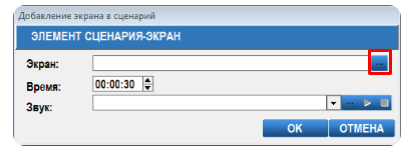 Добавление экрана в сценарий
ЭЛЕМЕНТ СЦЕНАРИЯ-ЭКРАН
Экран: ...
Время: 00:00:30
Звук: ...
OK ОТМЕНА